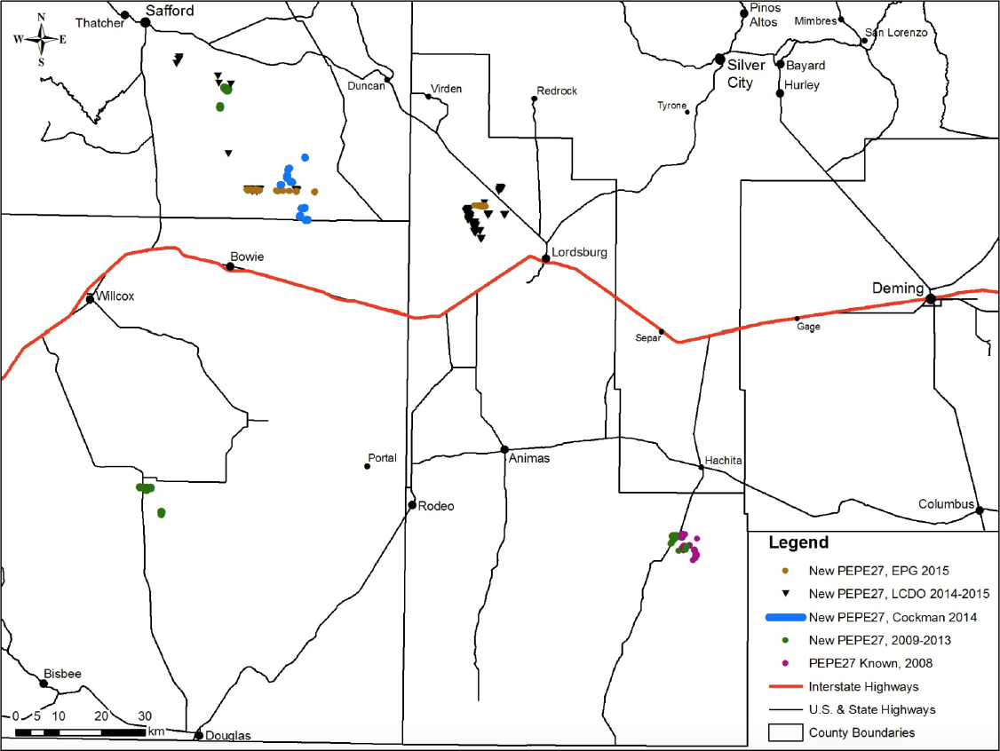 N
W E
S
Safford
Thatcher
Pinos
Altos
Mimbres
San Lorenzo
Silver
City
Bayard
Hurley
Duncan
Virden
Redrock
Tyrone
Lordsburg
Bowie
Willcox
Deming
Separ
Gage
Portal
Animas
Hachita
Rodeo
Columbus
Bisbee
Douglas
0 5 10 20 30
km
Legend
New PEPE27, EPG 2015
New PEPE27, LCDO 2014-2015
New PEPE27, Cockman 2014
New PEPE27, 2009-2013
PEPE27 Known, 2008
Interstate Highways
U.S. & State Highways
County Boundaries